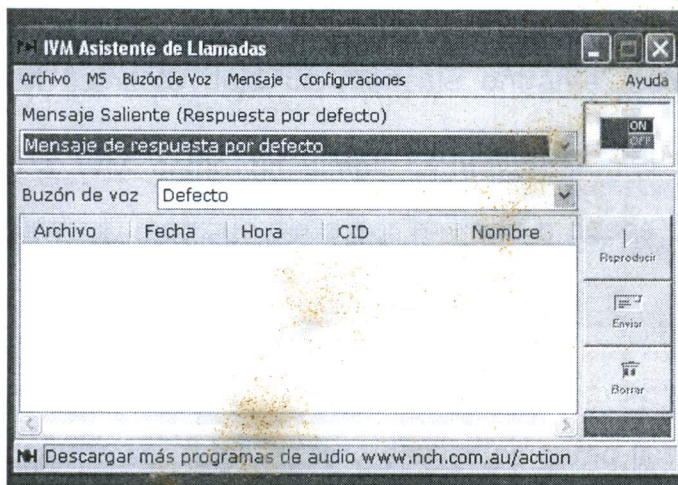 IVM Asistente de Llamadas
Archivo MS Buzón de Voz Mensaje Configuraciones Ayuda
Mensaje Saliente (Respuesta por defecto)
Mensaje de respuesta por defecto
ON
OFF
Buzón de voz Defecto
Archivo Fecha Hora CID Nombre
Reproducir
Enviar
Borrar
NCH Descargar más programas de audio www.nch.com.au/action